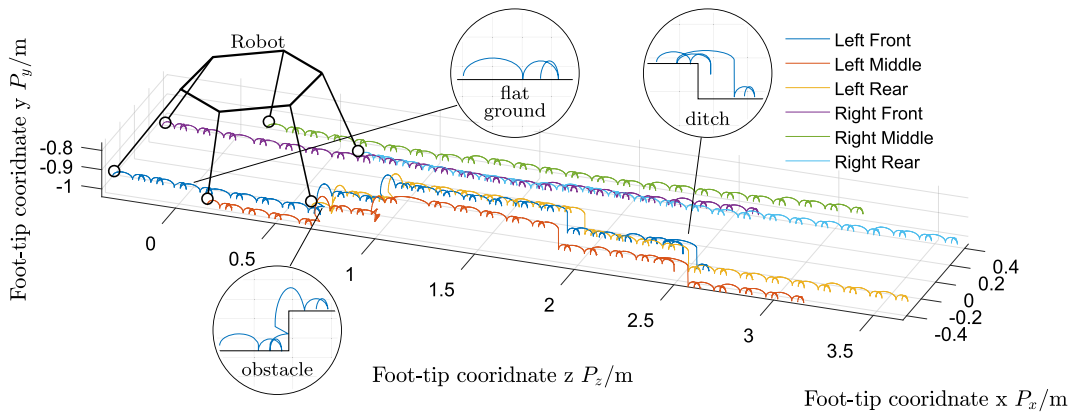 Robot
flat
ground
ditch
obstacle
Left Front
Left Middle
Left Rear
Right Front
Right Middle
Right Rear
Foot-tip cooridnate y P_y/m
-0.8
-0.9
-1
0
0.5
1
1.5
2
2.5
3
3.5
0.4
0.2
0
-0.2
-0.4
Foot-tip cooridnate z P_z/m
Foot-tip cooridnate x P_x/m